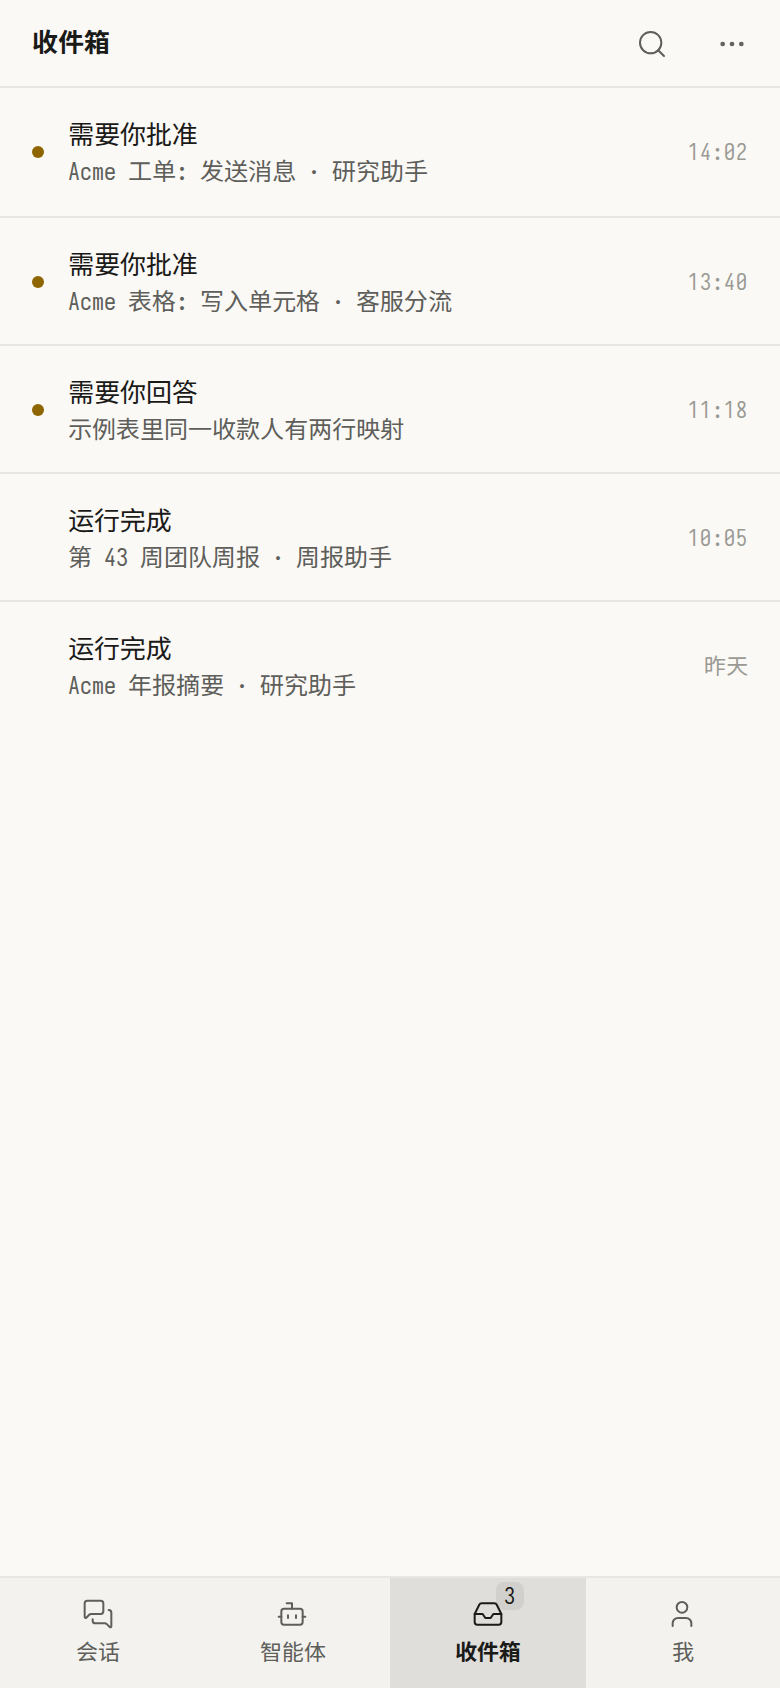 收件箱
需要你批准
Acme 工单: 发送消息 · 研究助手
14:02
需要你批准
Acme 表格: 写入单元格 · 客服分流
13:40
需要你回答
示例表里同一收款人有两行映射
11:18
运行完成
第 43 周团队周报 · 周报助手
10:05
运行完成
Acme 年报摘要 · 研究助手
昨天
会话
智能体
3
收件箱
我